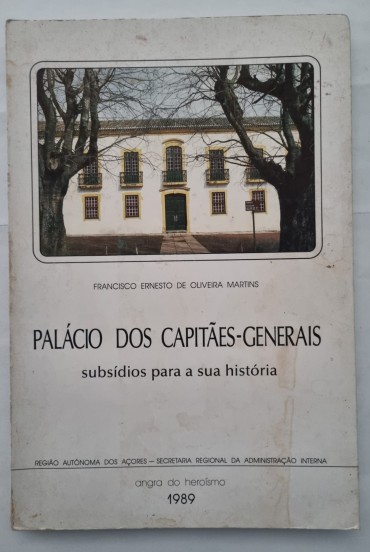 FRANCISCO ERNESTO DE OLIVEIRA MARTINS
PALÁCIO DOS CAPITÃES-GENERAIS
subsídios para a sua história
REGIÃO AUTÓNOMA DOS AÇORES — SECRETARIA REGIONAL DA ADMINISTRAÇÃO INTERNA
angra do heroísmo
1989